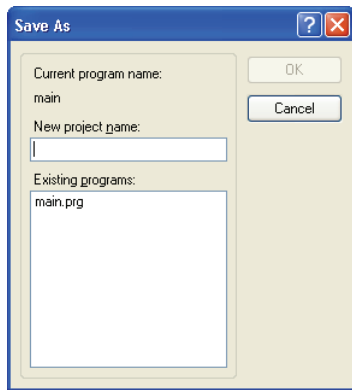 Save As
Current program name:
main
New project name:
Existing programs:
main.prg
OK
Cancel